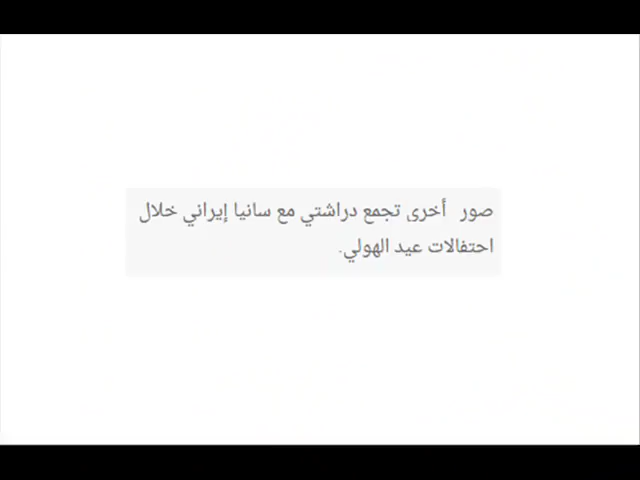 صور أخرى تجمع دراشتي مع سانيا إيراني خلال
احتفالات عيد الهولي.